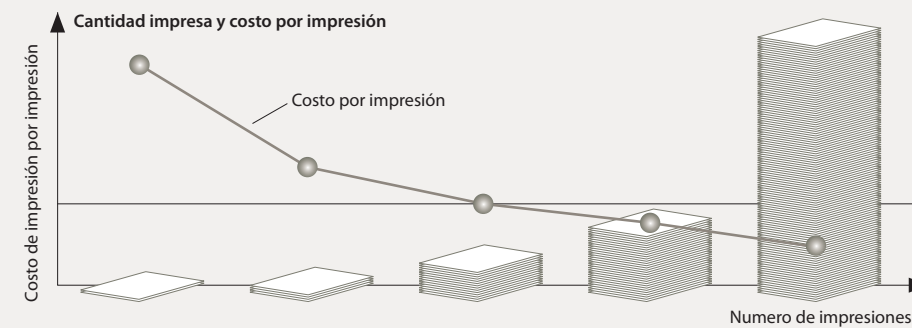 Cantidad impresa y costo por impresión
Costo de impresión por impresión
Costo por impresión
Numero de impresiones